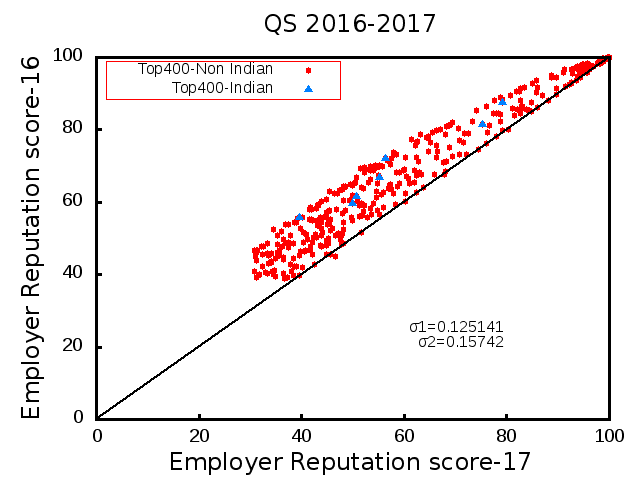 QS 2016-2017
100
80
60
40
20
0
Employer Reputation score-16
Top400-Non Indian
Top400-Indian
σ1=0.125141
σ2=0.15742
0 20 40 60 80 100
Employer Reputation score-17